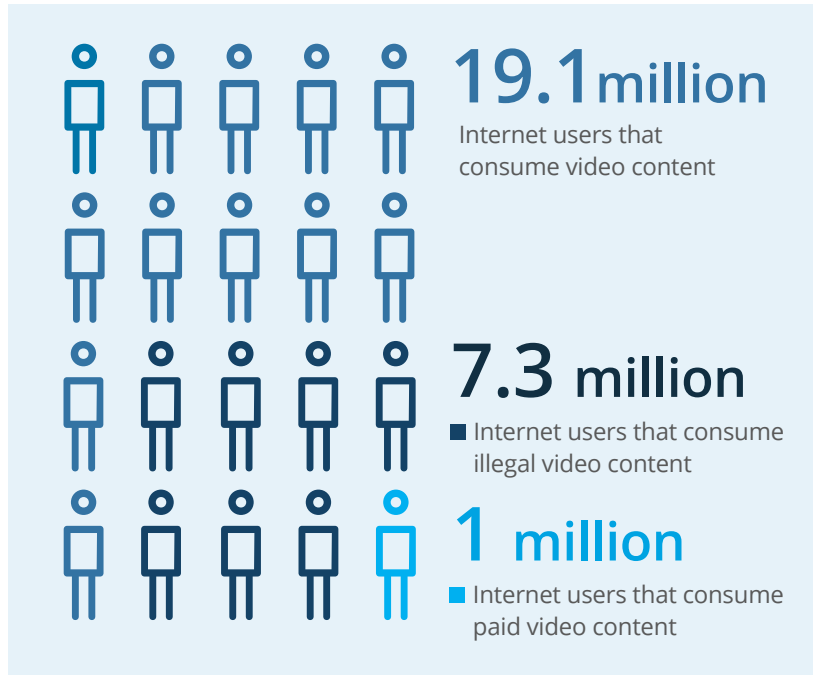 19.1million
Internet users that
consume video content
7.3 million
Internet users that consume
illegal video content
1 million
Internet users that consume
paid video content